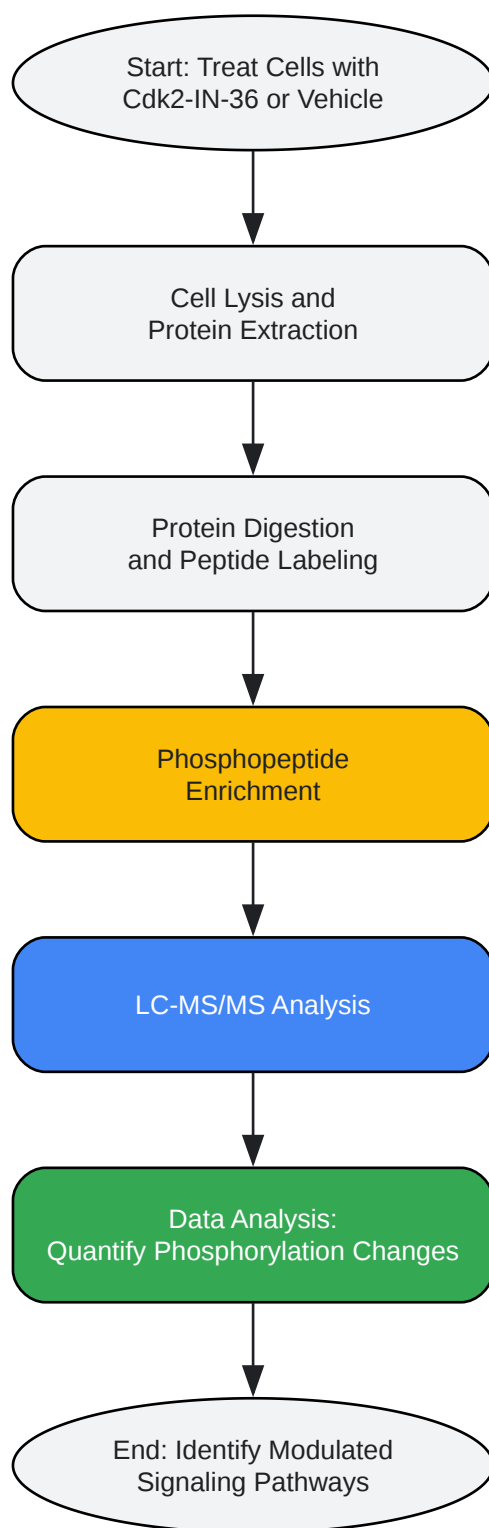 Start: Treat Cells with
Cdk2-IN-36 or Vehicle
Cell Lysis and
Protein Extraction
Protein Digestion
and Peptide Labeling
Phosphopeptide
Enrichment
LC-MS/MS Analysis
Data Analysis:
Quantify Phosphorylation Changes
End: Identify Modulated
Signaling Pathways